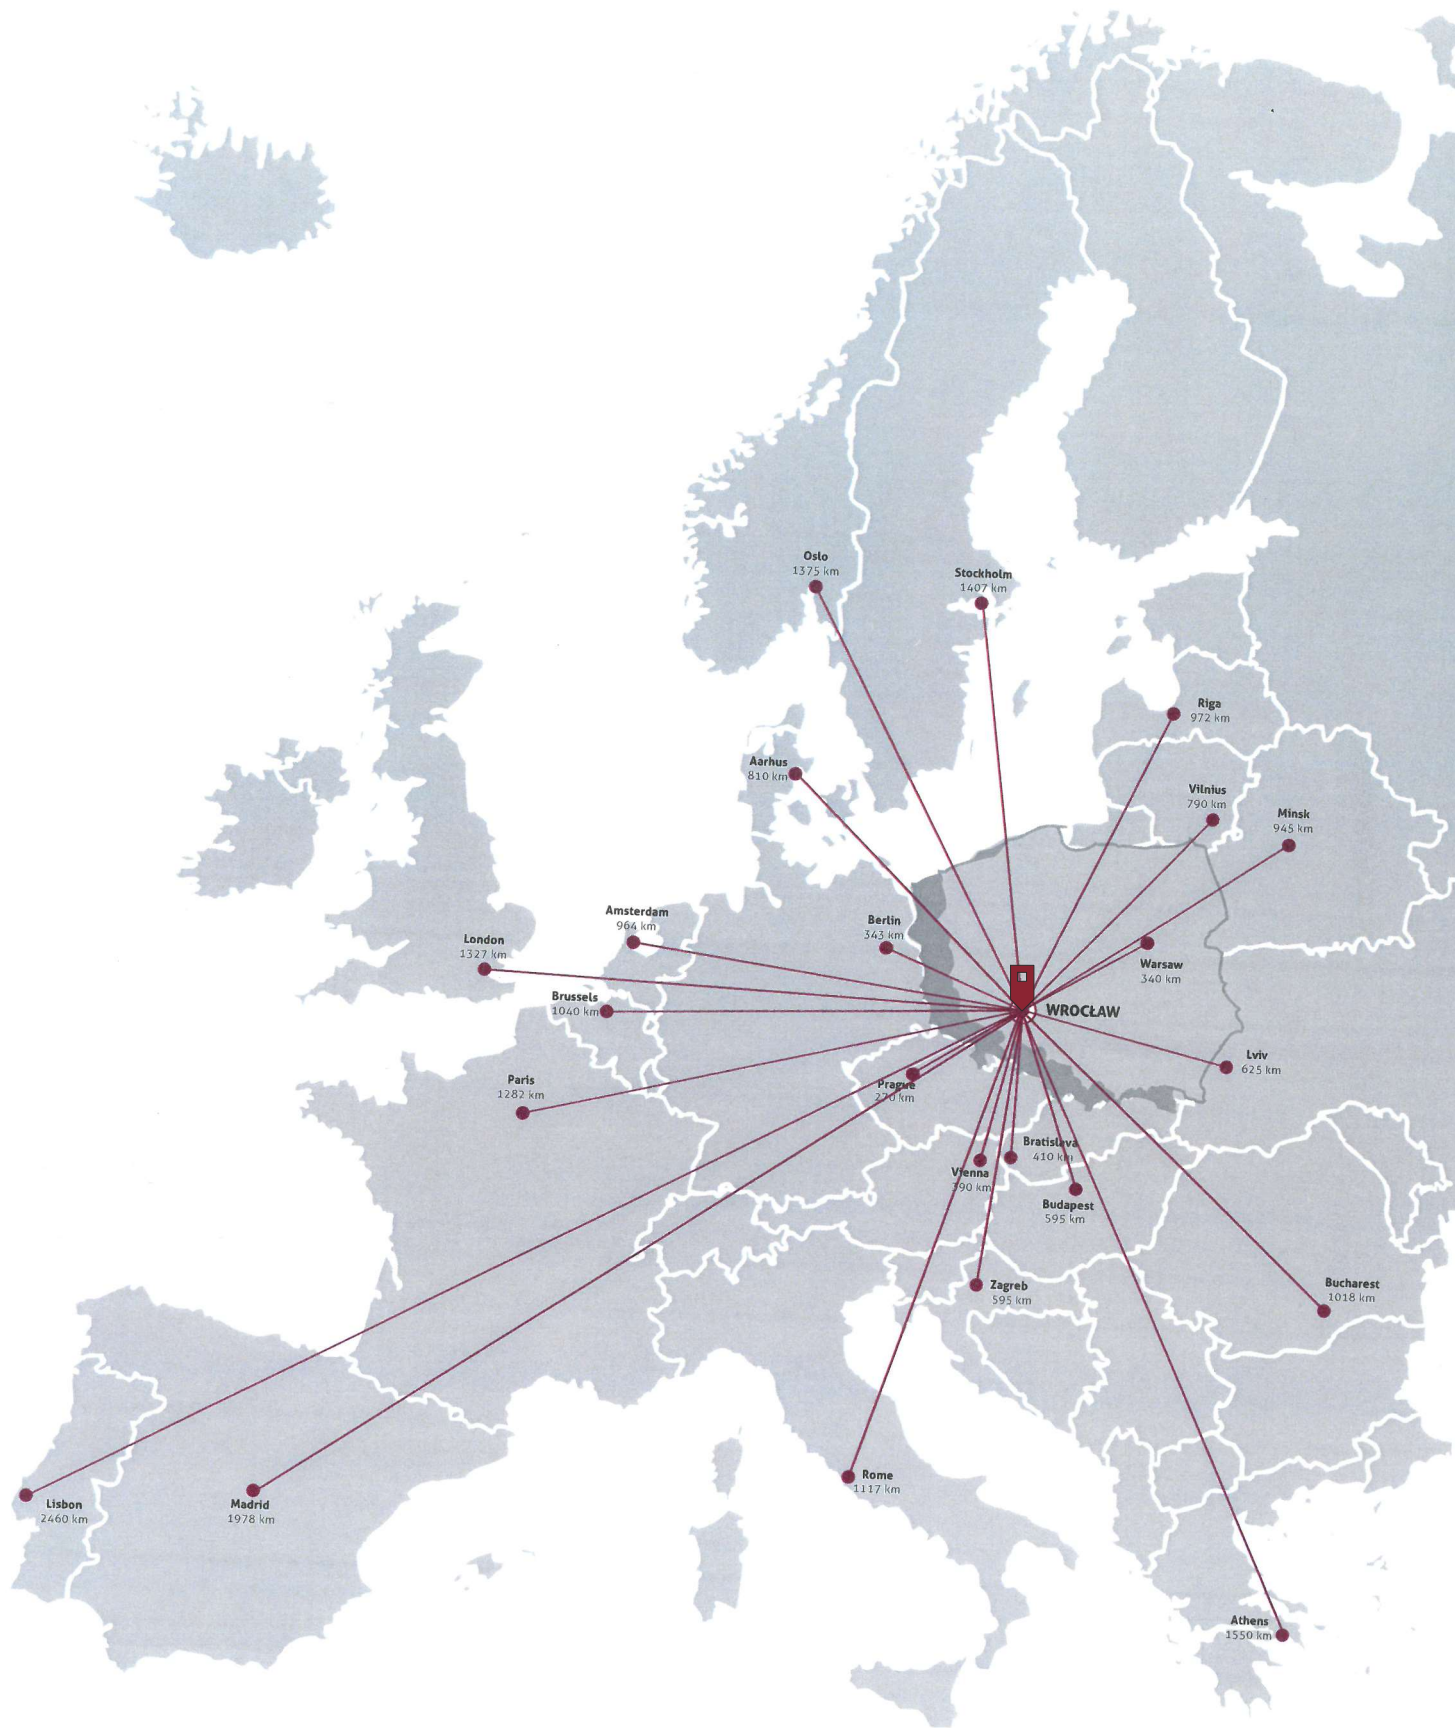 Oslo
1375 km
Stockholm
1407 km
Riga
972 km
Aarhus
810 km
Vilnius
790 km
Minsk
945 km
Amsterdam
964 km
Berlin
343 km
London
1327 km
Warsaw
340 km
Brussels
1040 km
WROCŁAW
Lviv
625 km
Paris
1282 km
Prague
270 km
Bratislava
410 km
Vienna
390 km
Budapest
595 km
Zagreb
595 km
Bucharest
1018 km
Rome
1117 km
Lisbon
2460 km
Madrid
1978 km
Athens
1550 km